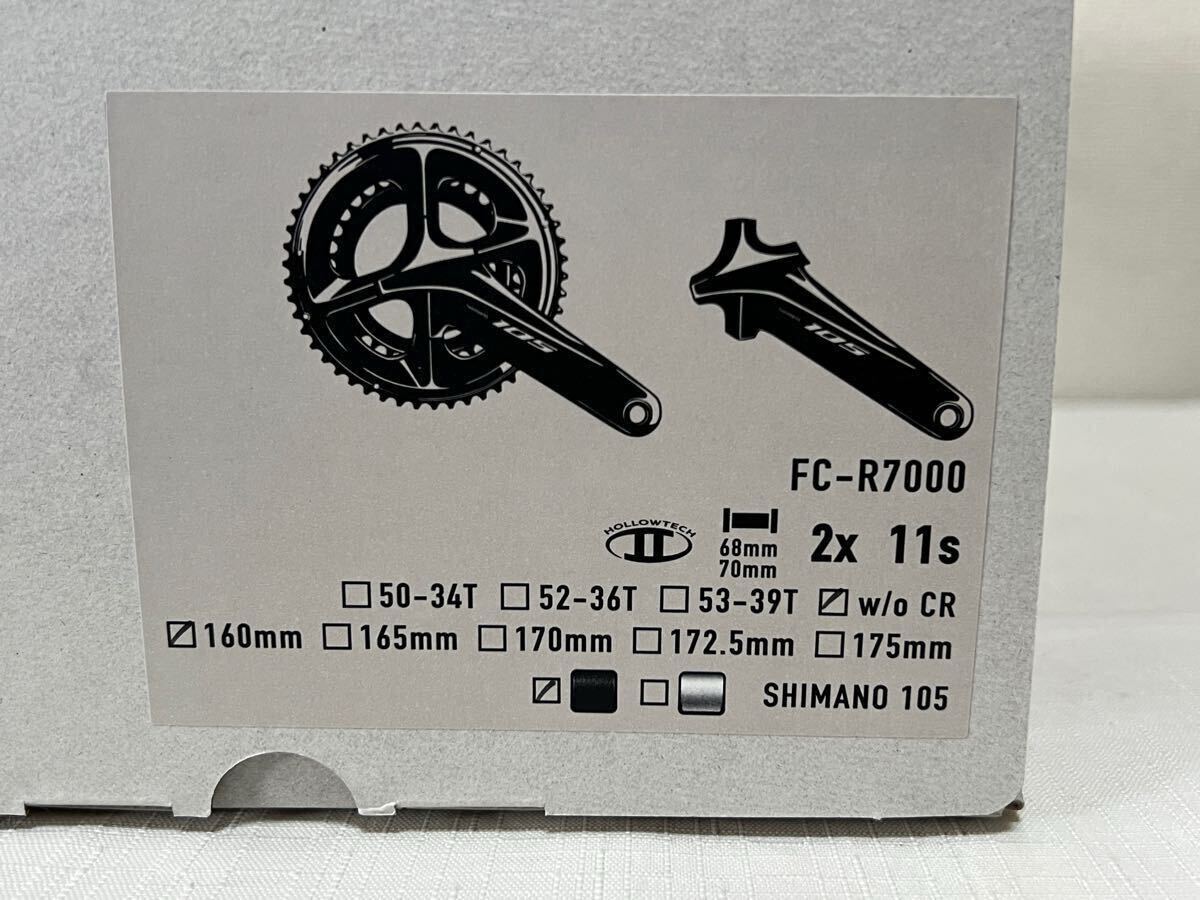 105
105
FC-R7000
HOLLOWTECH II
68mm
70mm
2x 11s
50-34T 52-36T 53-39T w/o CR
160mm 165mm 170mm 172.5mm 175mm
SHIMANO 105